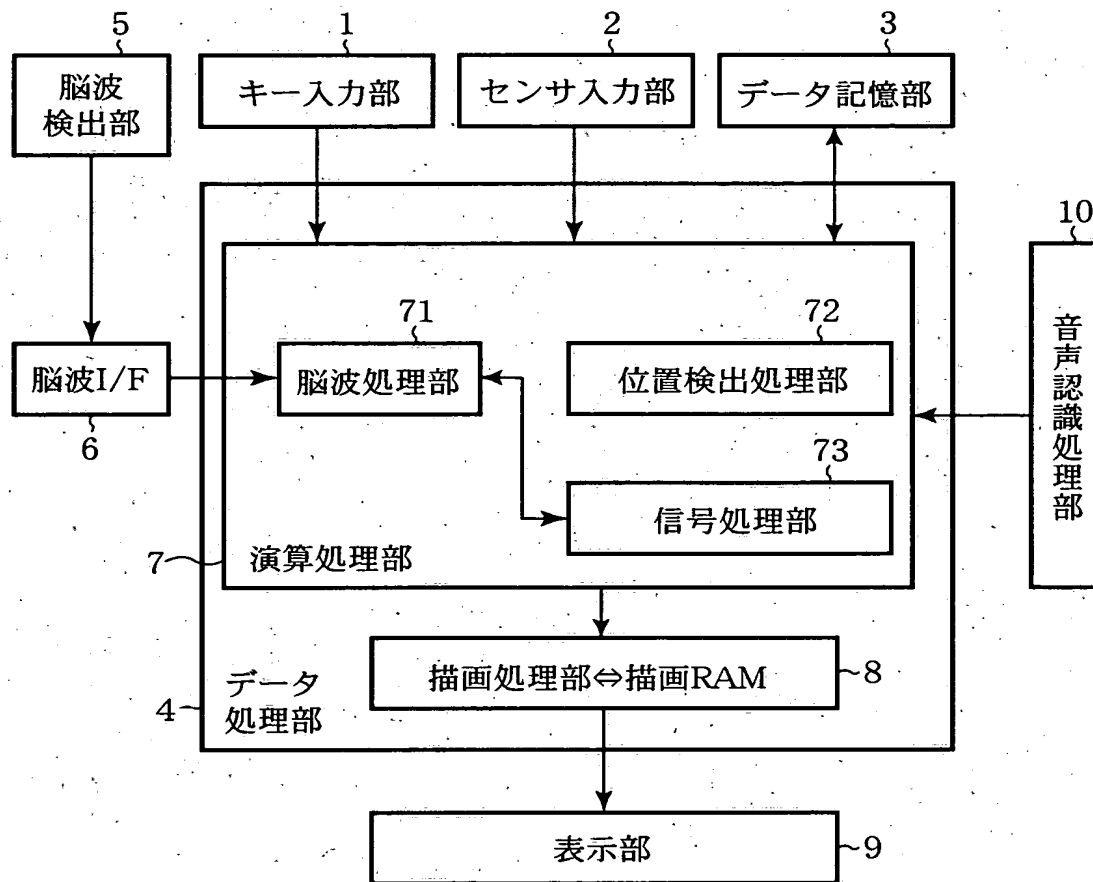 5
1
2
3
脳波
検出部
キー入力部
センサ入力部
データ記憶部
10
音声認識処理部
71
72
脳波I/F
6
脳波処理部
位置検出処理部
73
信号処理部
7
演算処理部
描画処理部⇔描画RAM
8
データ
処理部
4
表示部
9